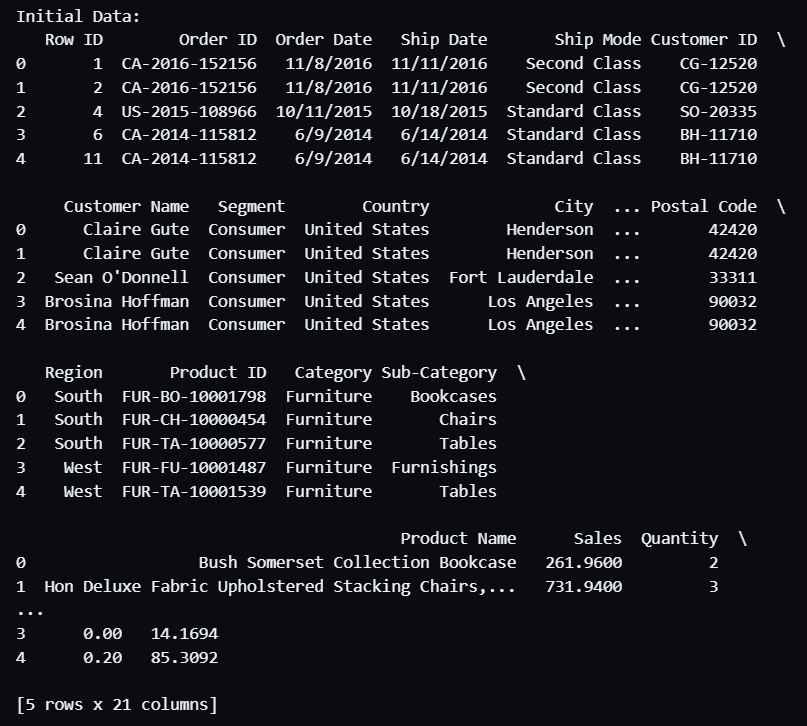 Initial Data:
   Row ID        Order ID  Order Date   Ship Date       Ship Mode Customer ID  \
0       1  CA-2016-152156   11/8/2016  11/11/2016    Second Class    CG-12520
1       2  CA-2016-152156   11/8/2016  11/11/2016    Second Class    CG-12520
2       4  US-2015-108966  10/11/2015  10/18/2015  Standard Class    SO-20335
3       6  CA-2014-115812    6/9/2014   6/14/2014  Standard Class    BH-11710
4      11  CA-2014-115812    6/9/2014   6/14/2014  Standard Class    BH-11710

     Customer Name   Segment        Country             City  ... Postal Code  \
0      Claire Gute  Consumer  United States        Henderson  ...       42420
1      Claire Gute  Consumer  United States        Henderson  ...       42420
2   Sean O'Donnell  Consumer  United States  Fort Lauderdale  ...       33311
3  Brosina Hoffman  Consumer  United States      Los Angeles  ...       90032
4  Brosina Hoffman  Consumer  United States      Los Angeles  ...       90032

   Region       Product ID   Category Sub-Category  \
0   South  FUR-BO-10001798  Furniture    Bookcases
1   South  FUR-CH-10000454  Furniture       Chairs
2   South  FUR-TA-10000577  Furniture       Tables
3    West  FUR-FU-10001487  Furniture  Furnishings
4    West  FUR-TA-10001539  Furniture       Tables

                                        Product Name      Sales  Quantity  \
0                  Bush Somerset Collection Bookcase   261.9600         2
1  Hon Deluxe Fabric Upholstered Stacking Chairs,...   731.9400         3
...
3      0.00   14.1694
4      0.20   85.3092

[5 rows x 21 columns]